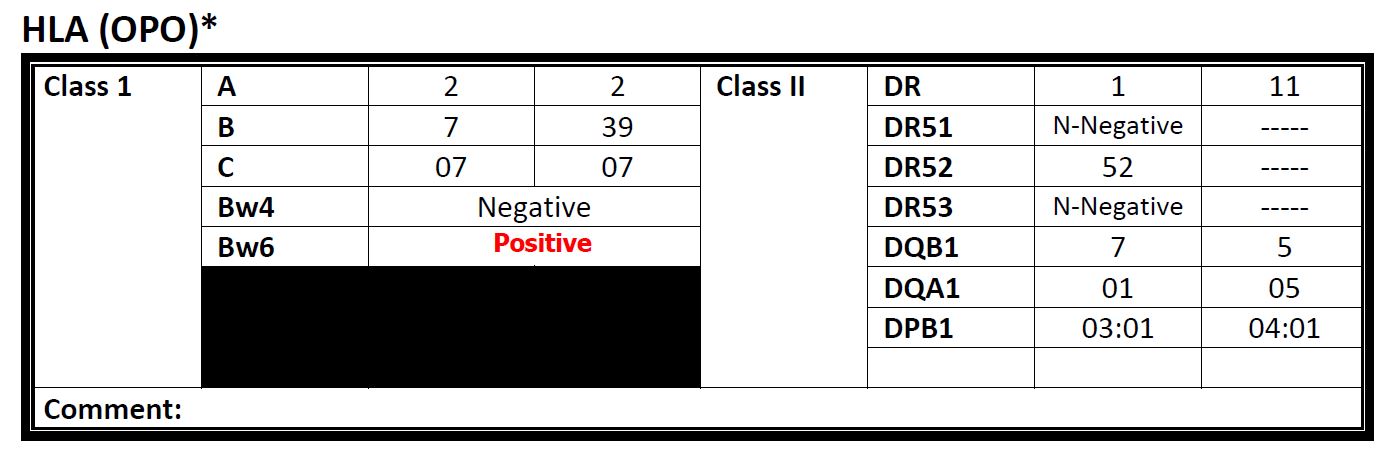 HLA (OPO)*
Class 1 A 2 2 Class II DR 1 11
B 7 39 DR51 N-Negative -----
C 07 07 DR52 52 -----
Bw4 Negative DR53 N-Negative -----
Bw6 Positive DQB1 7 5
DQA1 01 05
DPB1 03:01 04:01
Comment: